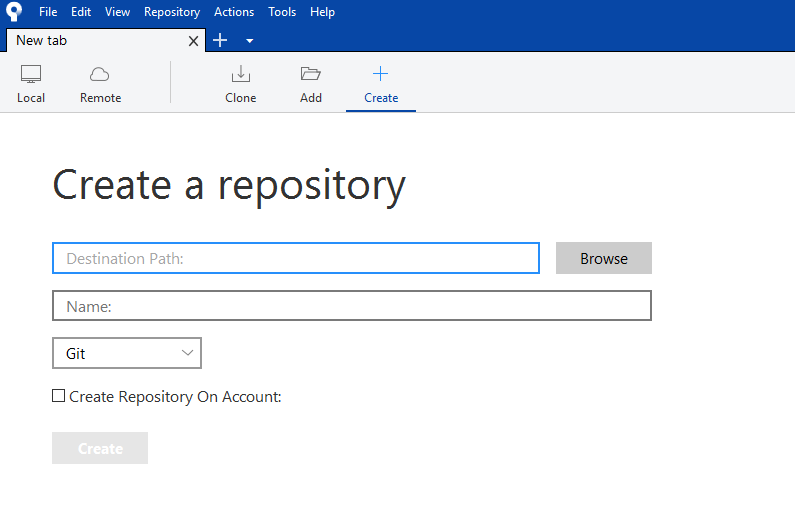 File Edit View Repository Actions Tools Help
New tab
Local Remote Clone Add Create
Create a repository
Destination Path: Browse
Name:
Git
Create Repository On Account:
Create